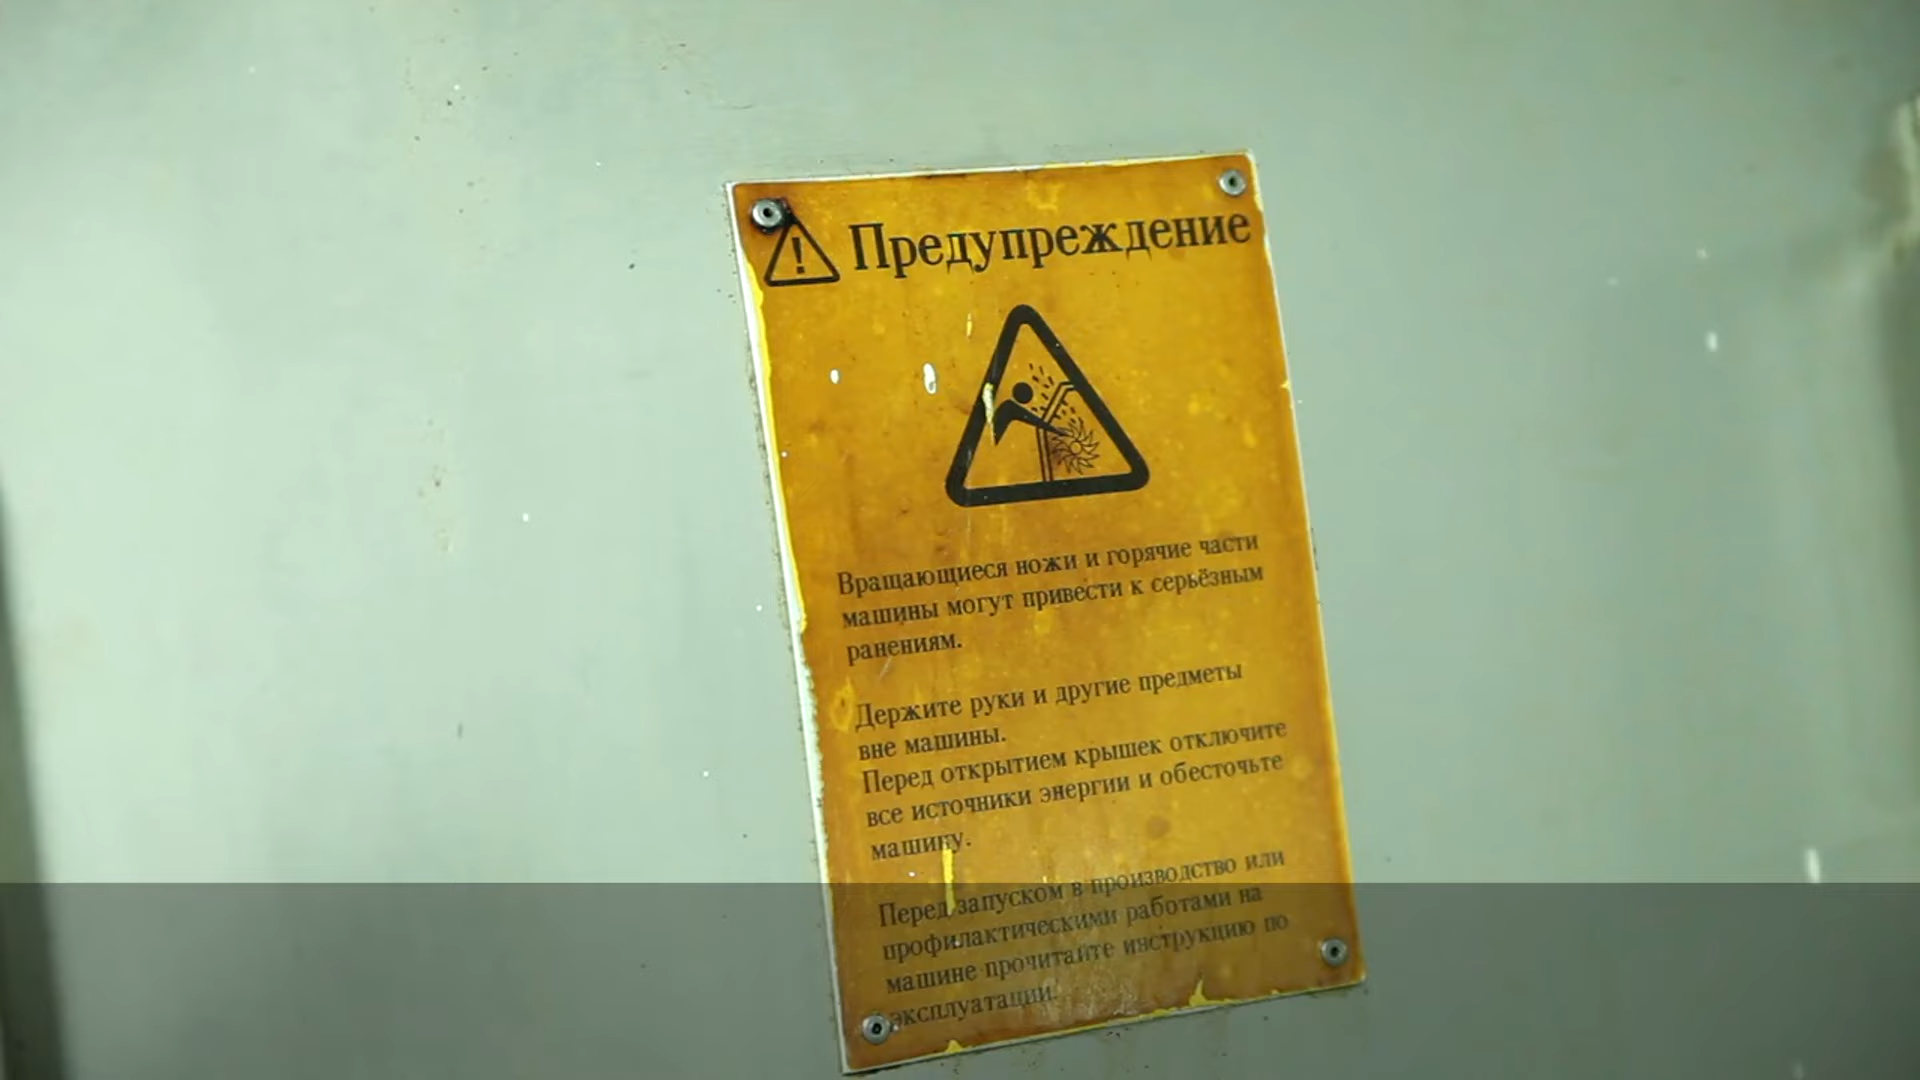 Предупреждение
Вращающиеся ножи и горячие части
машины могут привести к серьёзным
ранениям.
Держите руки и другие предметы
вне машины.
Перед открытием крышек отключите
все источники энергии и обесточьте
машину.
Перед запуском в производство или
профилактическими работами на
машине прочитайте инструкцию по
эксплуатации.